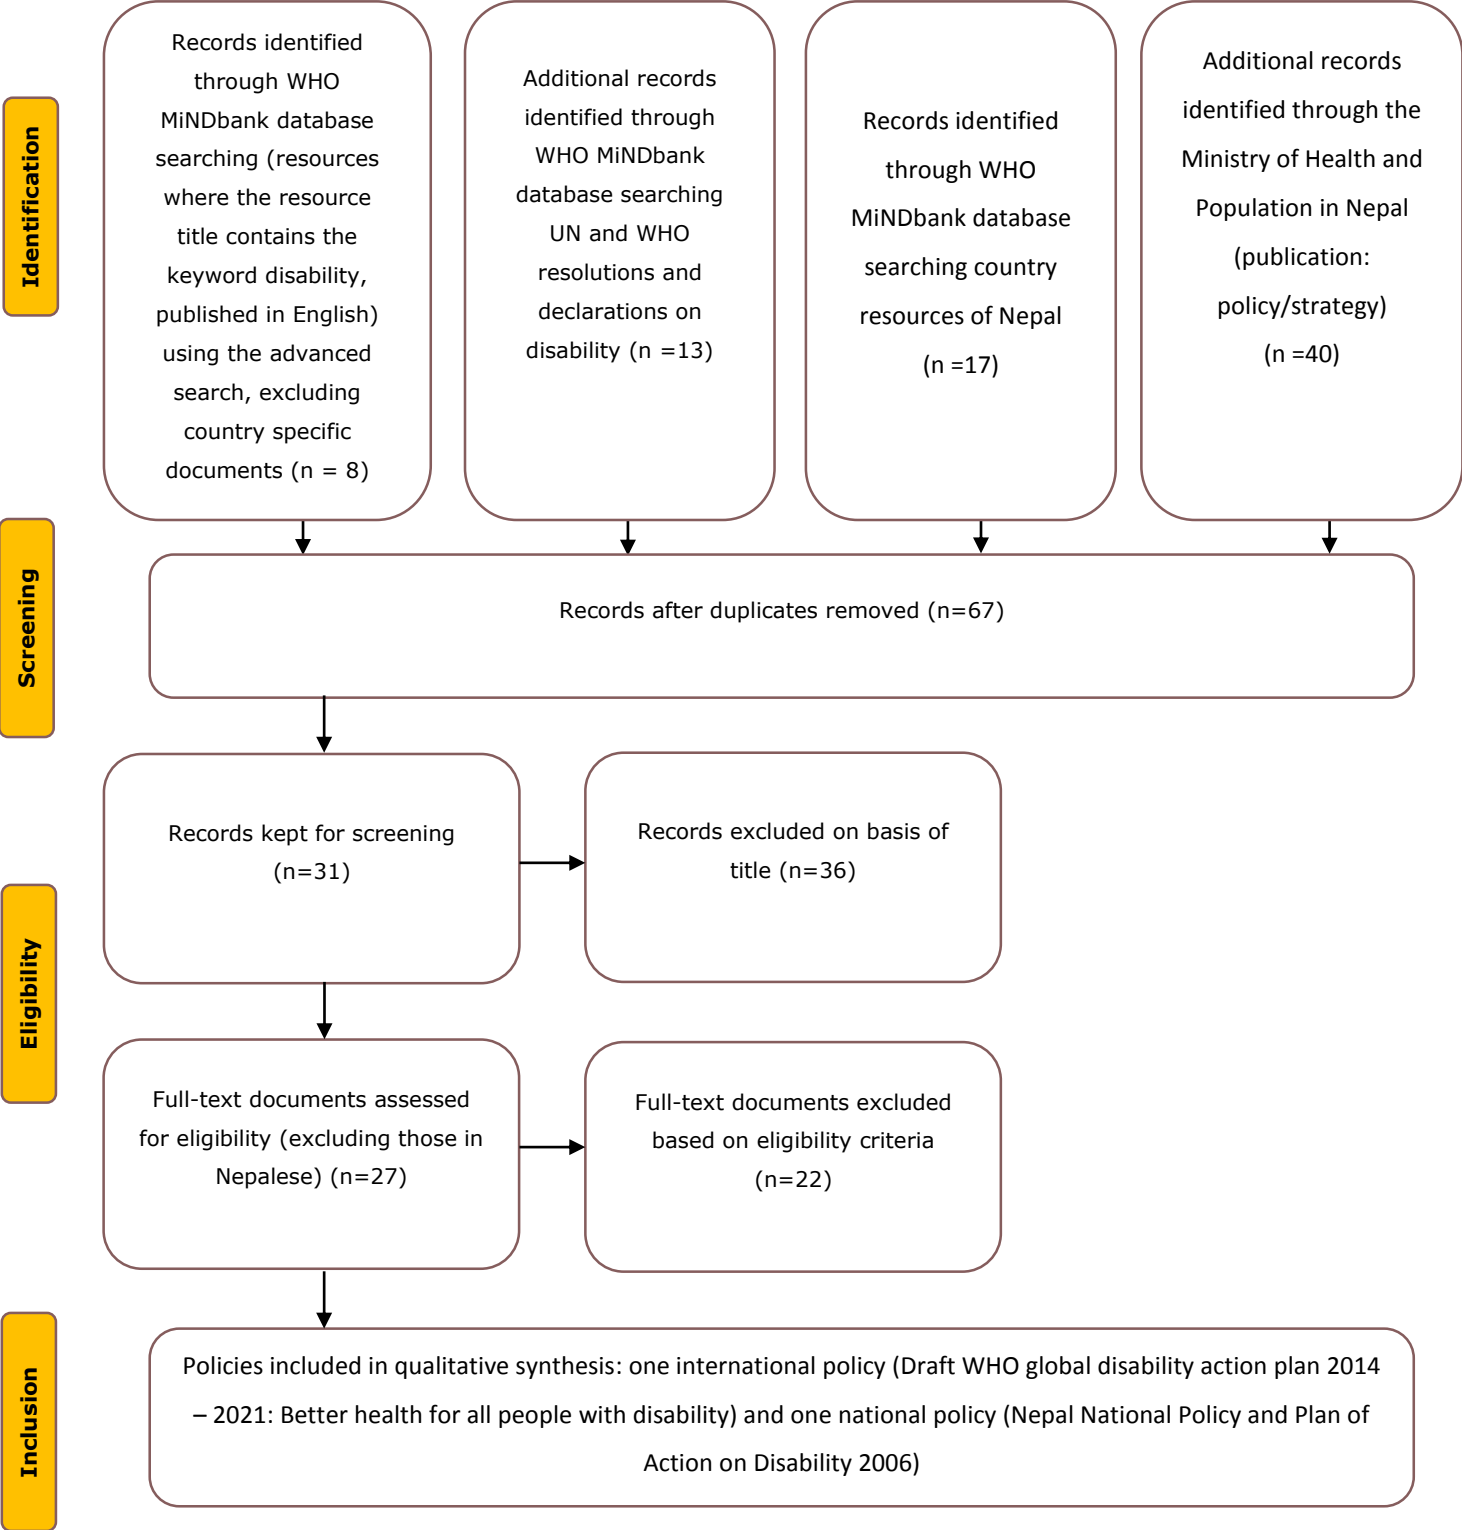 Identification
Records identified
through WHO
MiNDbank database
searching (resources
where the resource
title contains the
keyword disability,
published in English)
using the advanced
search, excluding
country specific
documents (n = 8)
Additional records
identified through
WHO MiNDbank
database searching
UN and WHO
resolutions and
declarations on
disability (n =13)
Records identified
through WHO
MiNDbank database
searching country
resources of Nepal
(n =17)
Additional records
identified through the
Ministry of Health and
Population in Nepal
(publication:
policy/strategy)
(n =40)
Screening
Records after duplicates removed (n=67)
Records kept for screening
(n=31)
Records excluded on basis of
title (n=36)
Eligibility
Full-text documents assessed
for eligibility (excluding those in
Nepalese) (n=27)
Full-text documents excluded
based on eligibility criteria
(n=22)
Inclusion
Policies included in qualitative synthesis: one international policy (Draft WHO global disability action plan 2014
– 2021: Better health for all people with disability) and one national policy (Nepal National Policy and Plan of
Action on Disability 2006)